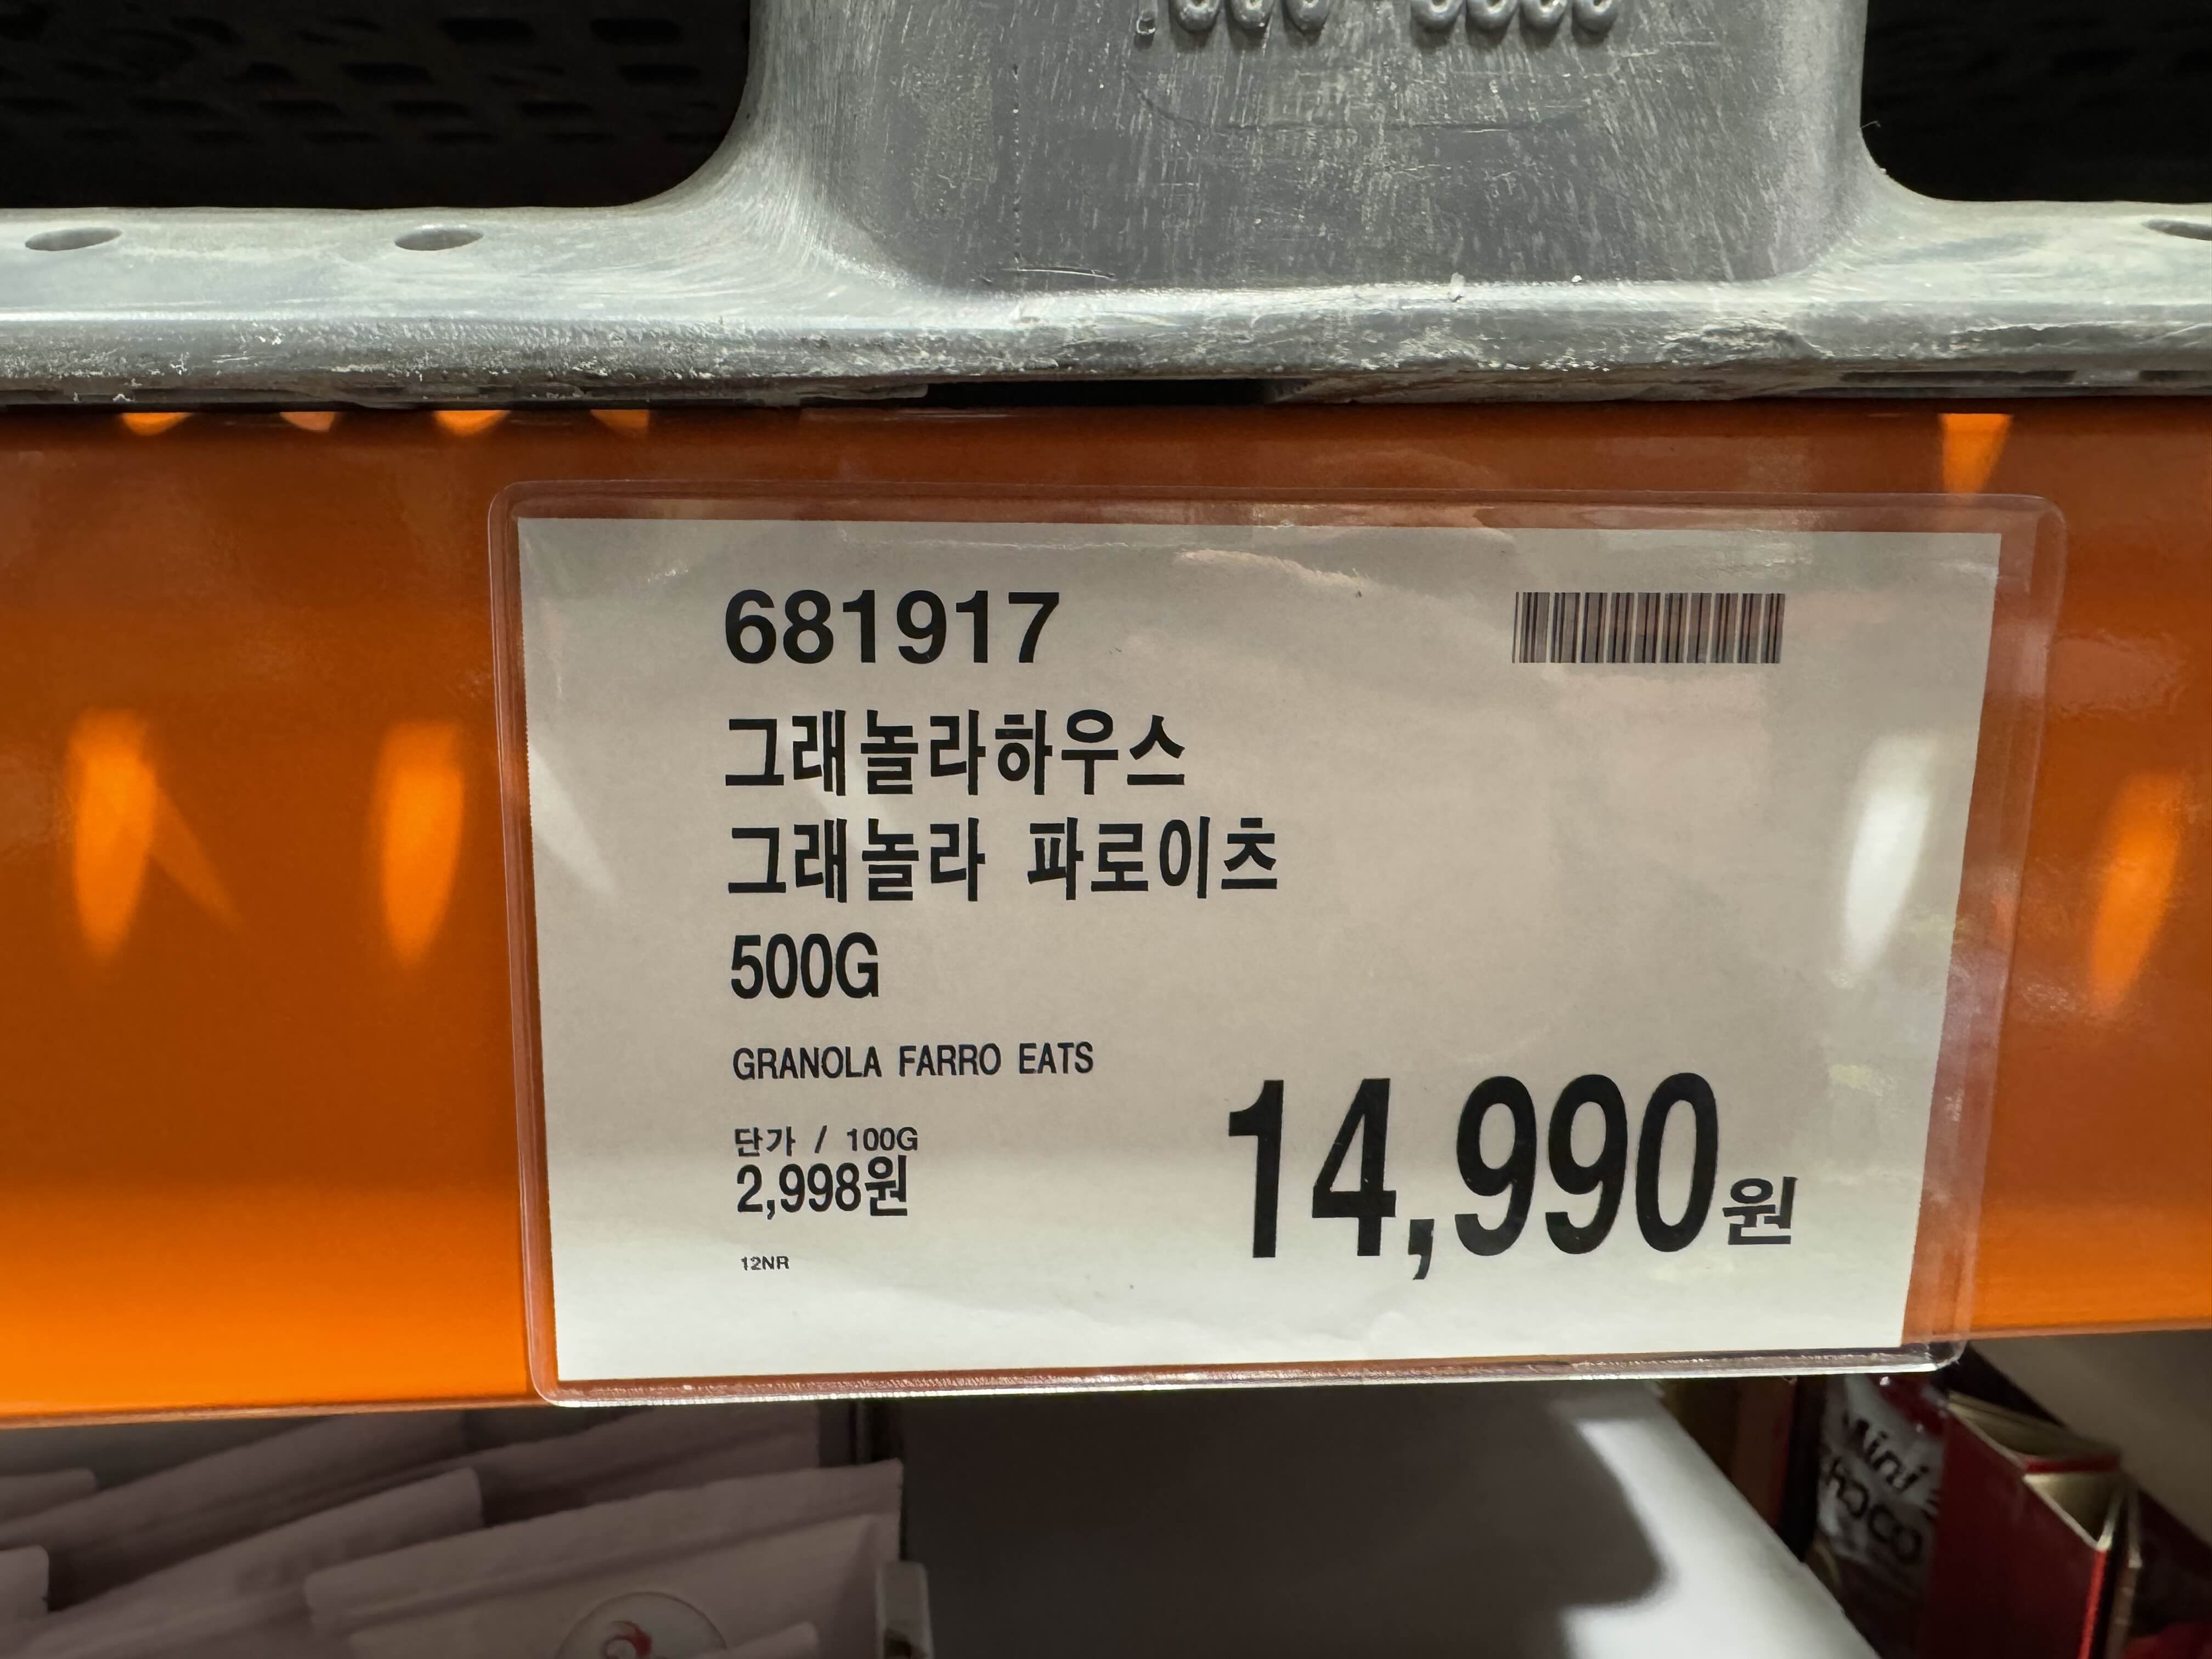 681917
그래놀라하우스
그래놀라 파로이츠
500G
GRANOLA FARRO EATS
단가 / 100G
2,998원
14,990원
12NR
Mini